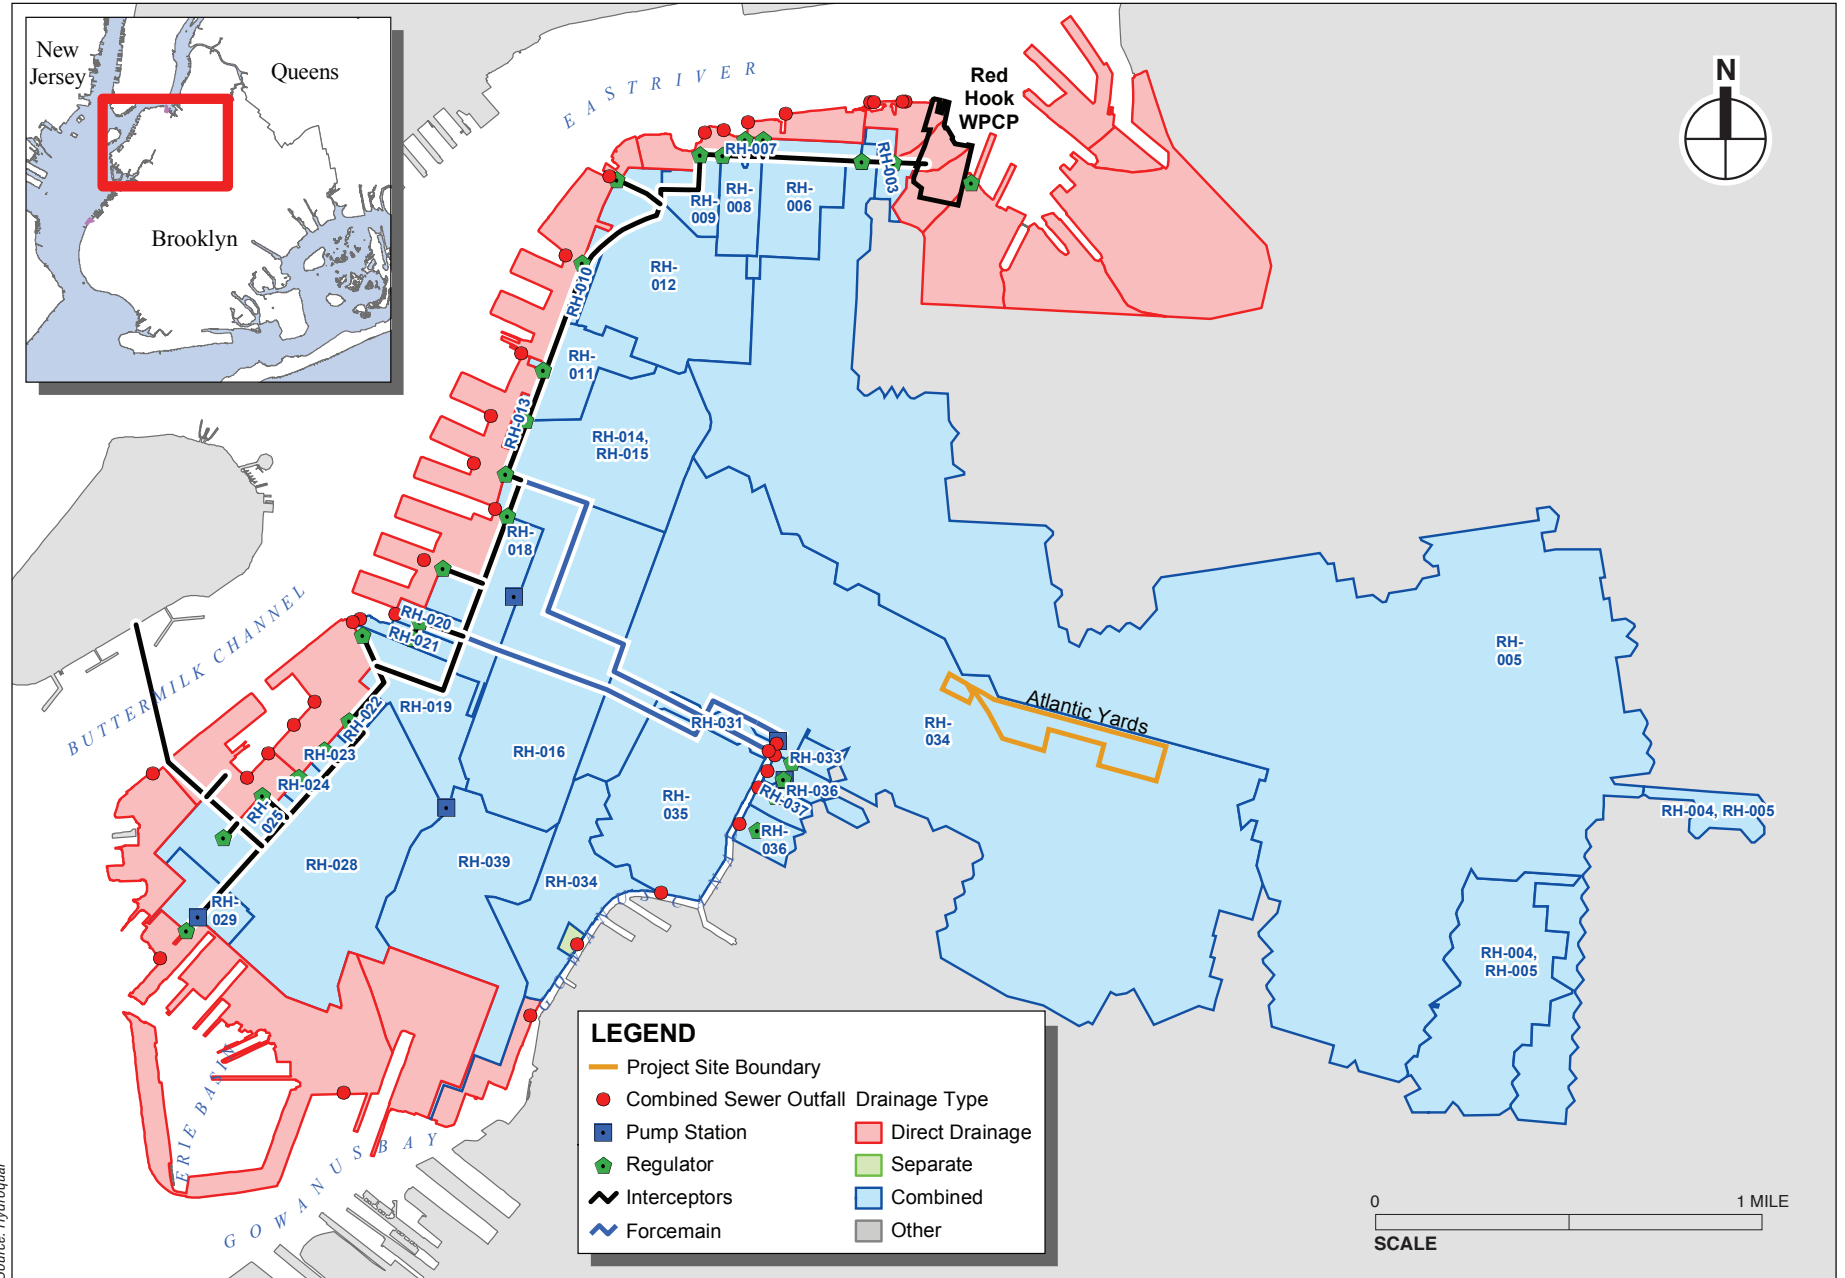 New
Jersey
Queens
Brooklyn
EAST RIVER
Red
Hook
WPCP
N
RH-007
RH-003
RH-
009
RH-
008
RH-
006
RH-010
RH-
012
RH-
011
RH-013
RH-014,
RH-015
RH-
018
RH-020
RH-021
BUTTERMILK CHANNEL
RH-
005
RH-019
RH-022
RH-031
RH-
034
Atlantic Yards
RH-023
RH-016
RH-033
RH-024
RH-036
RH-037
RH-
035
RH-
025
RH-004, RH-005
RH-
036
RH-028
RH-039
RH-034
RH-
029
RH-004,
RH-005
ERIE BASIN
GOWANUS BAY
LEGEND
Project Site Boundary
Combined Sewer Outfall
Pump Station
Regulator
Interceptors
Forcemain
Drainage Type
Direct Drainage
Separate
Combined
Other
0
1 MILE
SCALE